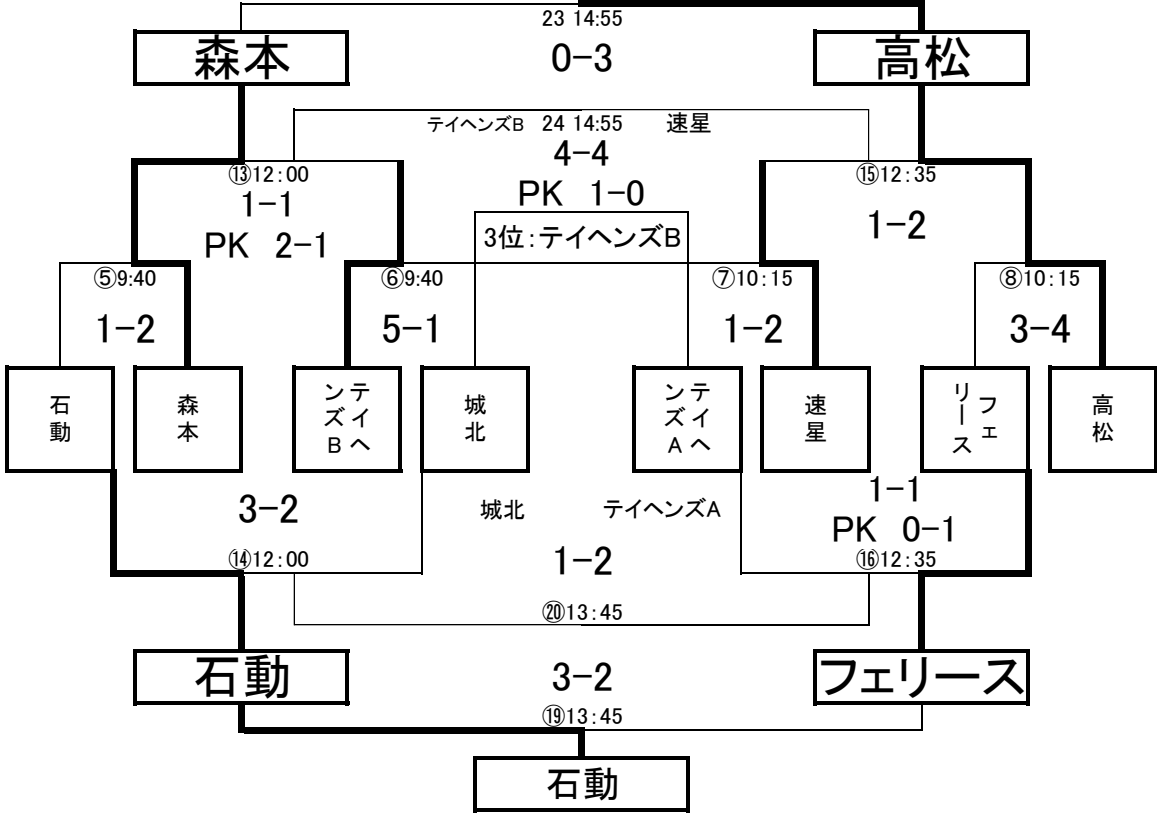 23 14:55
森本
0-3
高松
テイヘンズB 24 14:55 速星
4-4
PK 1-0
⑬12:00
1-1
PK 2-1
⑮12:35
1-2
3位:テイヘンズB
⑤9:40
1-2
⑥9:40
5-1
⑦10:15
1-2
⑧10:15
3-4
石動
森本
テイヘンズB
城北
テイヘンズA
速星
フェリース
高松
3-2
⑭12:00
城北 テイヘンズA
1-2
⑳13:45
1-1
PK 0-1
⑯12:35
石動
3-2
フェリース
⑲13:45
石動